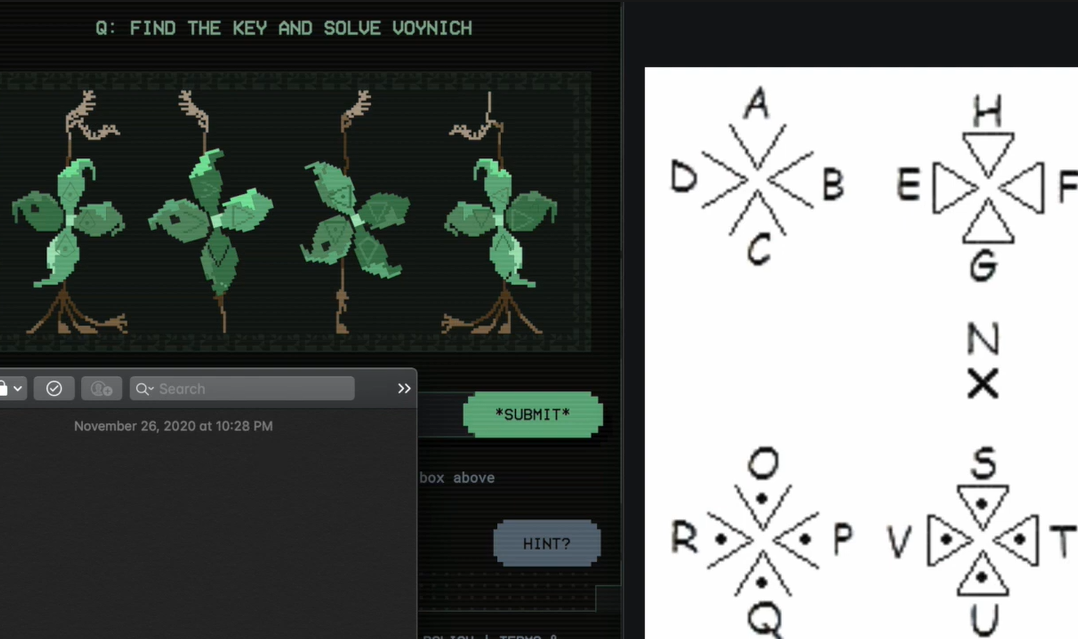 Q: FIND THE KEY AND SOLVE VOYNICH
Search
November 26, 2020 at 10:28 PM
*SUBMIT*
box above
HINT?
A
D B
C
H
E F
G
N
O
R P
Q
S
V T
U